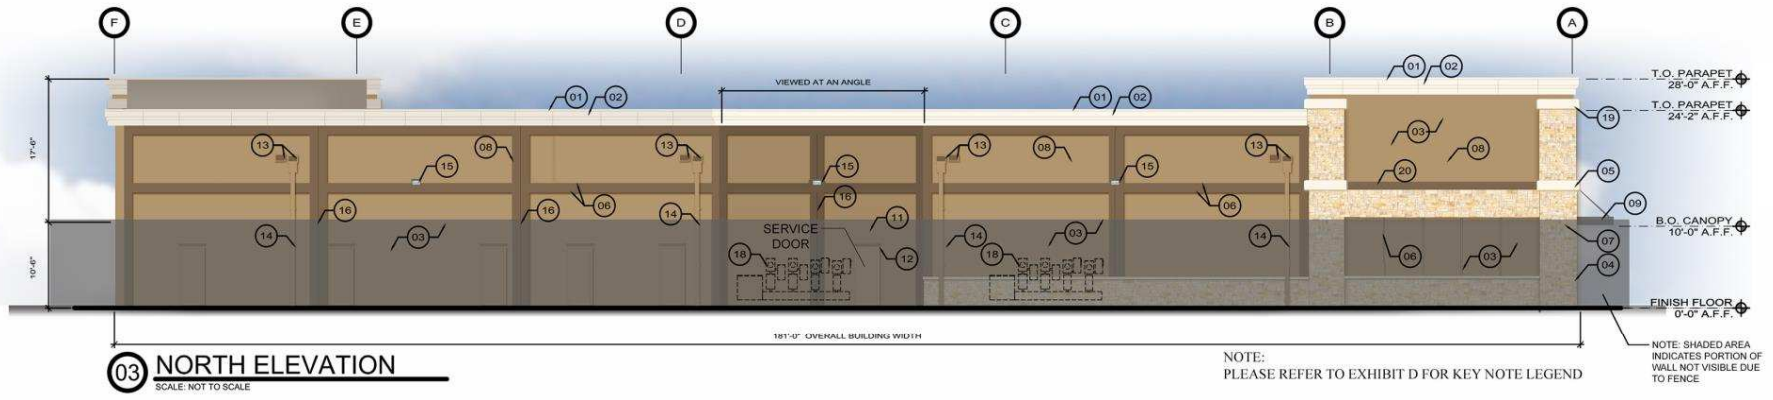 F E D C B A
VIEWED AT AN ANGLE
01 02 01 02 01 02
T.O. PARAPET
28'-0" A.F.F.
T.O. PARAPET
24'-2" A.F.F.
17'-6"
13 08 13 13 08 13 03 08 19
15 15 15 20 05
16 06 16 14 16 11 06 09
B.O. CANOPY
10'-0" A.F.F.
SERVICE
DOOR
14 03 14 03 14 07
18 12 18 06 03 04
10'-6"
FINISH FLOOR
0'-0" A.F.F.
181'-0" OVERALL BUILDING WIDTH
03 NORTH ELEVATION
SCALE: NOT TO SCALE
NOTE:
PLEASE REFER TO EXHIBIT D FOR KEY NOTE LEGEND
NOTE: SHADED AREA
INDICATES PORTION OF
WALL NOT VISIBLE DUE
TO FENCE